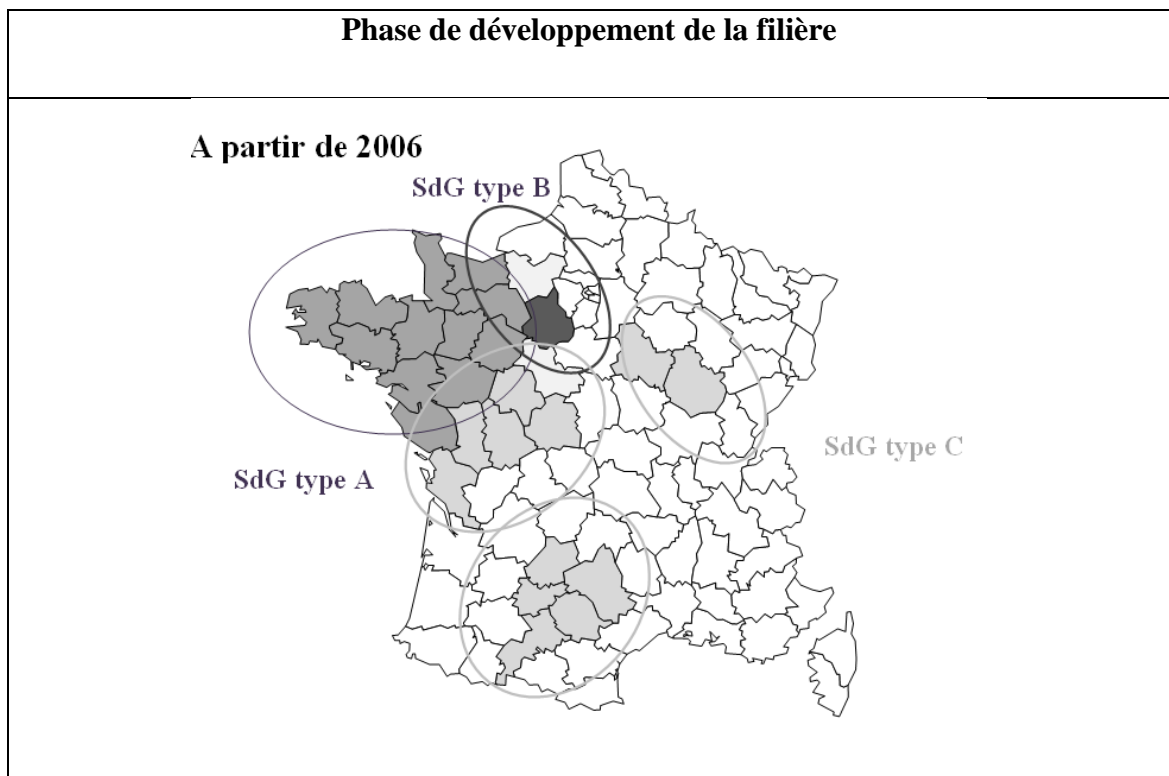 Phase de développement de la filière
A partir de 2006
SdG type B
SdG type C
SdG type A